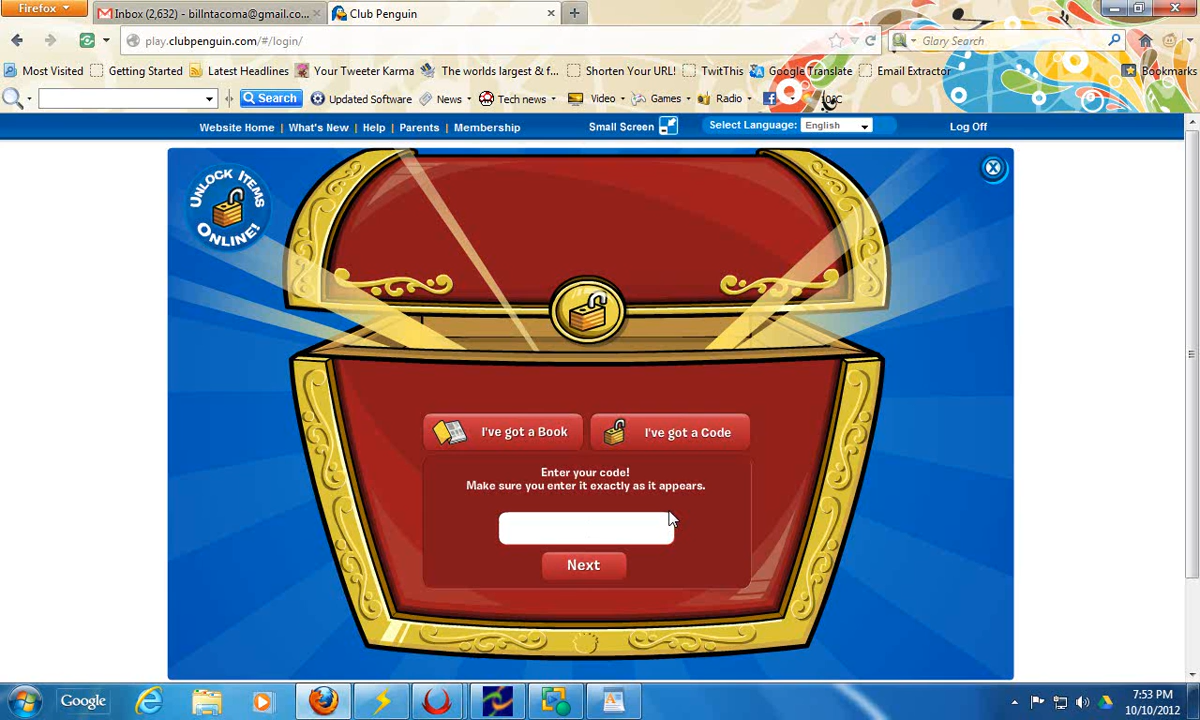 Firefox
Inbox (2,632) - billntacoma@gmail.co...
Club Penguin
play.clubpenguin.com/#/login/
Glary Search
Most Visited
Getting Started
Latest Headlines
Your Tweeter Karma
The worlds largest & f...
Shorten Your URL!
TwitThis
Google Translate
Email Extractor
Bookmarks
Search
Updated Software
News
Tech news
Video
Games
Radio
Website Home | What's New | Help | Parents | Membership
Small Screen
Select Language:
English
Log Off
UNLOCK ITEMS
ONLINE!
I've got a Book
I've got a Code
Enter your code!
Make sure you enter it exactly as it appears.
Next
Google
7:53 PM
10/10/2012